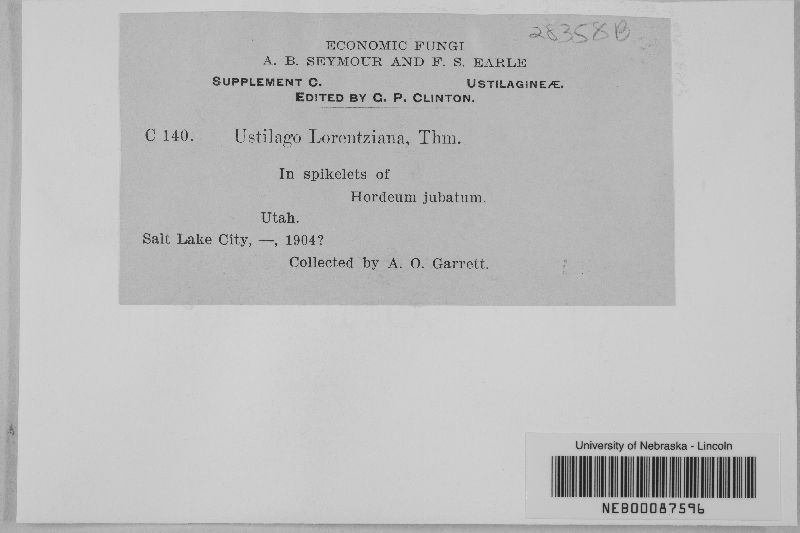 28358B
ECONOMIC FUNGI
A. B. SEYMOUR AND F. S. EARLE
SUPPLEMENT C. USTILAGINEÆ.
EDITED BY G. P. CLINTON.
C 140. Ustilago Lorentziana, Thm.
In spikelets of
Hordeum jubatum.
Utah.
Salt Lake City, —, 1904?
Collected by A. O. Garrett.
University of Nebraska - Lincoln
NEB00087596